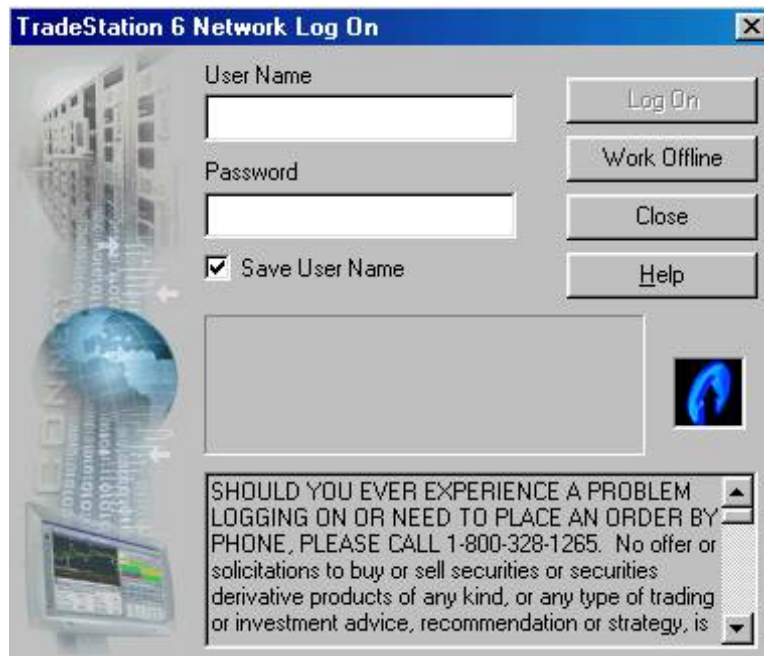 TradeStation 6 Network Log On
User Name
Log On
Work Offline
Password
Close
Save User Name
Help
SHOULD YOU EVER EXPERIENCE A PROBLEM
LOGGING ON OR NEED TO PLACE AN ORDER BY
PHONE, PLEASE CALL 1-800-328-1265.  No offer or
solicitations to buy or sell securities or securities
derivative products of any kind, or any type of trading
or investment advice, recommendation or strategy, is